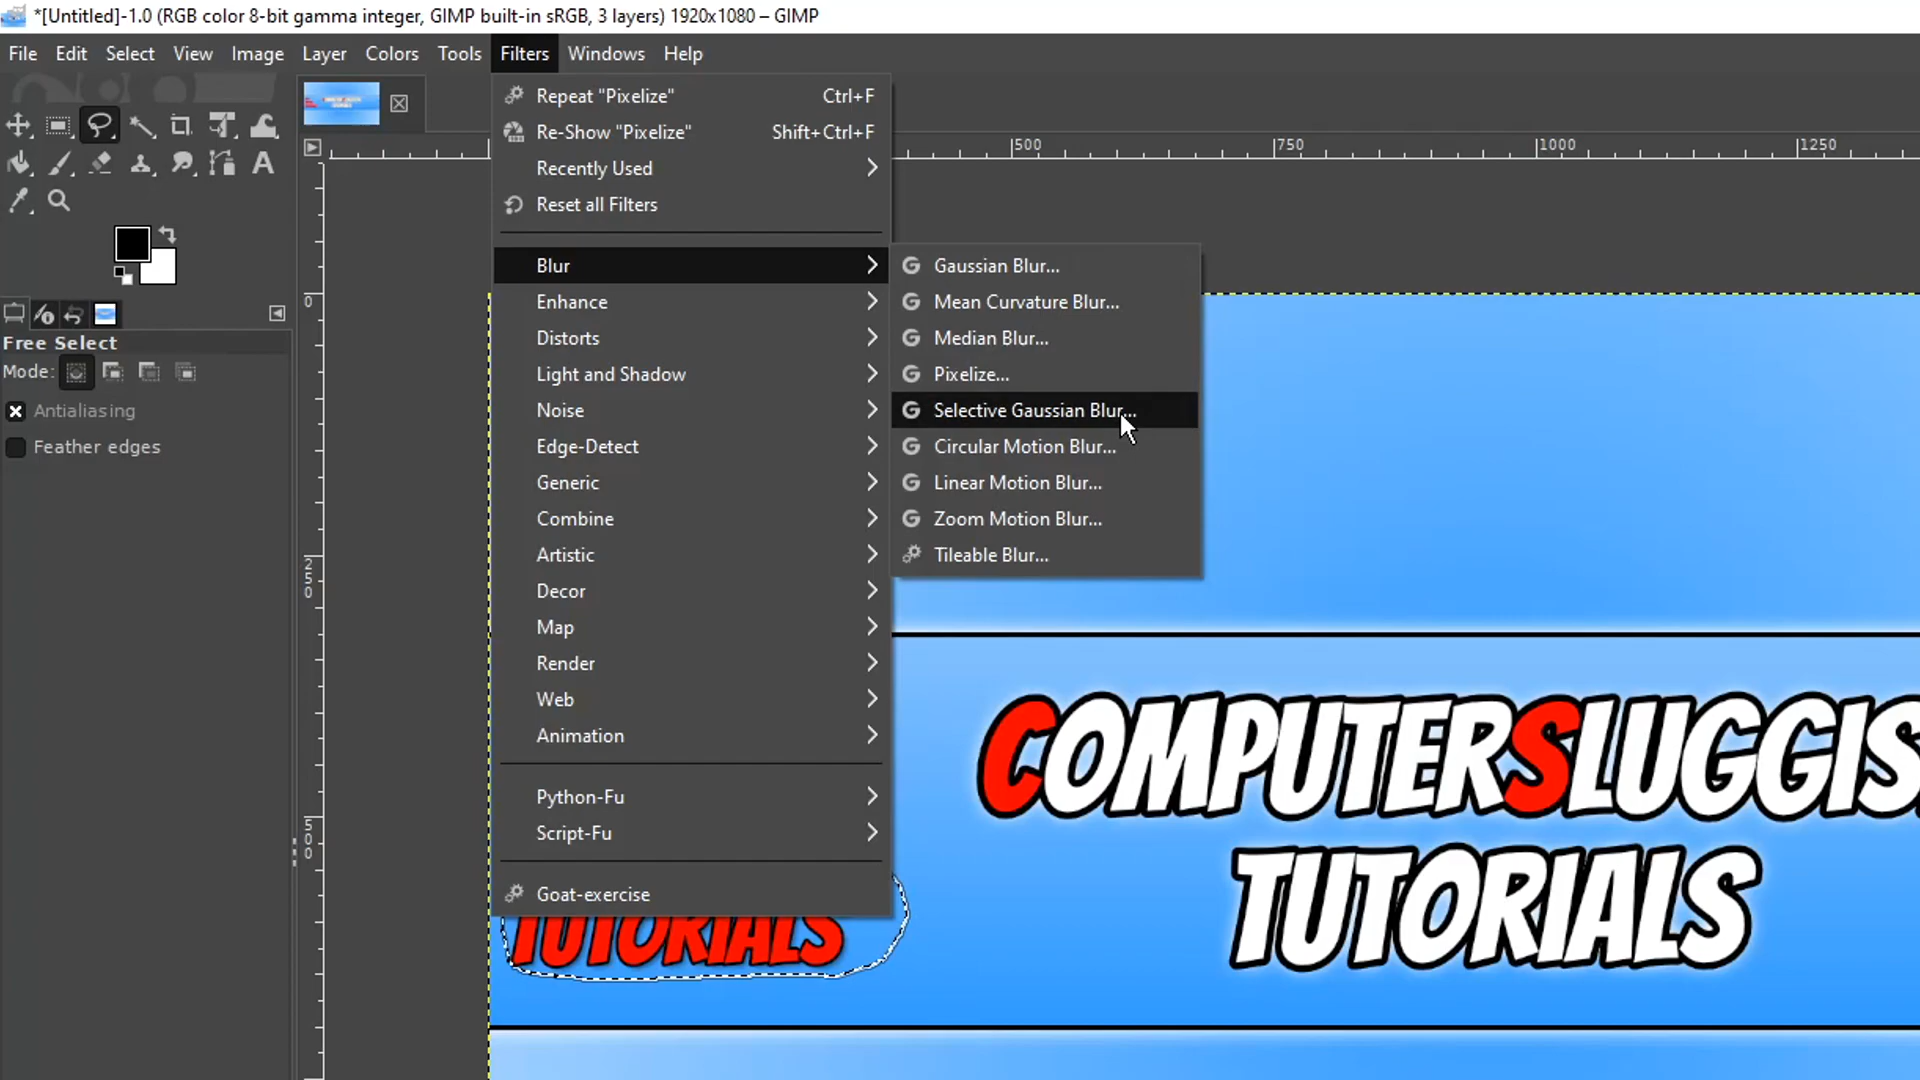 *[Untitled]-1.0 (RGB color 8-bit gamma integer, GIMP built-in sRGB, 3 layers) 1920x1080 – GIMP
File Edit Select View Image Layer Colors Tools Filters Windows Help
Repeat "Pixelize" Ctrl+F
Re-Show "Pixelize" Shift+Ctrl+F
Recently Used
Reset all Filters
500 750 1000 1250
Blur
Enhance
Distorts
Light and Shadow
Noise
Edge-Detect
Generic
Combine
Artistic
Decor
Map
Render
Web
Animation
Python-Fu
Script-Fu
Goat-exercise
Gaussian Blur...
Mean Curvature Blur...
Median Blur...
Pixelize...
Selective Gaussian Blur...
Circular Motion Blur...
Linear Motion Blur...
Zoom Motion Blur...
Tileable Blur...
Free Select
Mode:
Antialiasing
Feather edges
0
250
500
COMPUTERSLUGGIS
TUTORIALS
TUTORIALS